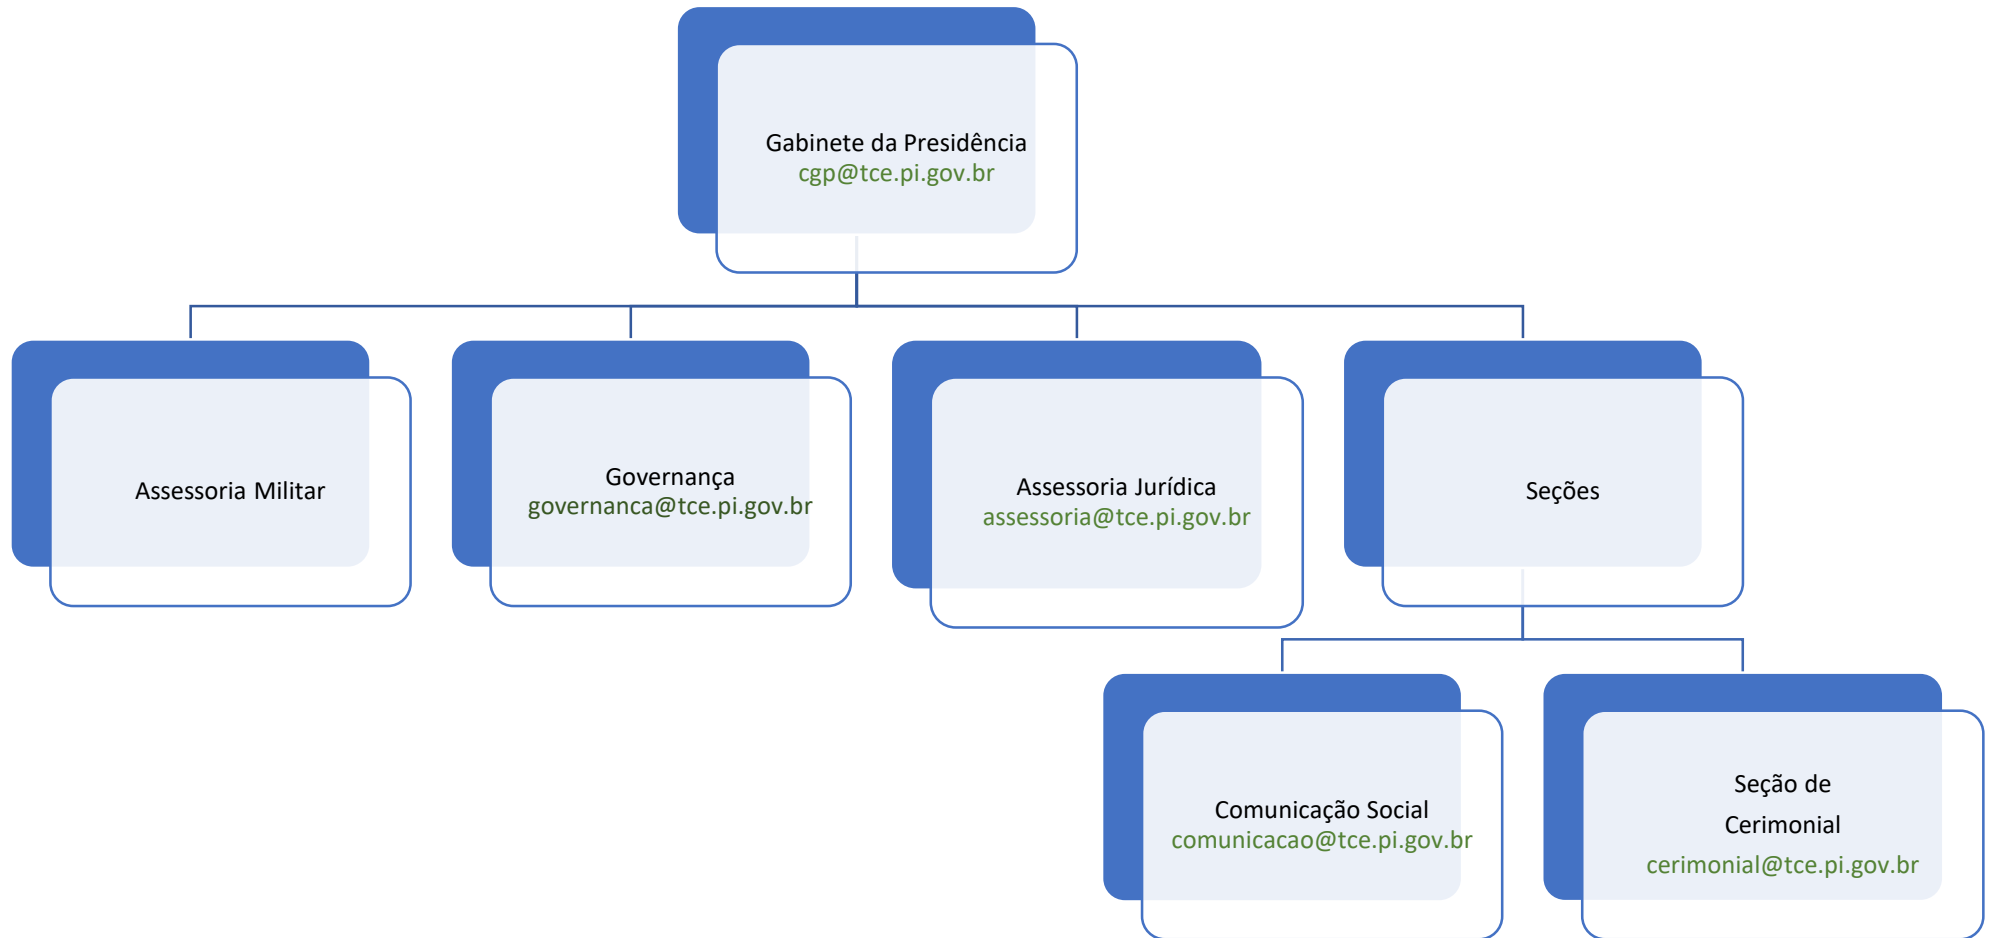 Gabinete da Presidência
cgp@tce.pi.gov.br
Assessoria Militar
Governança
governanca@tce.pi.gov.br
Assessoria Jurídica
assessoria@tce.pi.gov.br
Seções
Comunicação Social
comunicacao@tce.pi.gov.br
Seção de
Cerimonial
cerimonial@tce.pi.gov.br